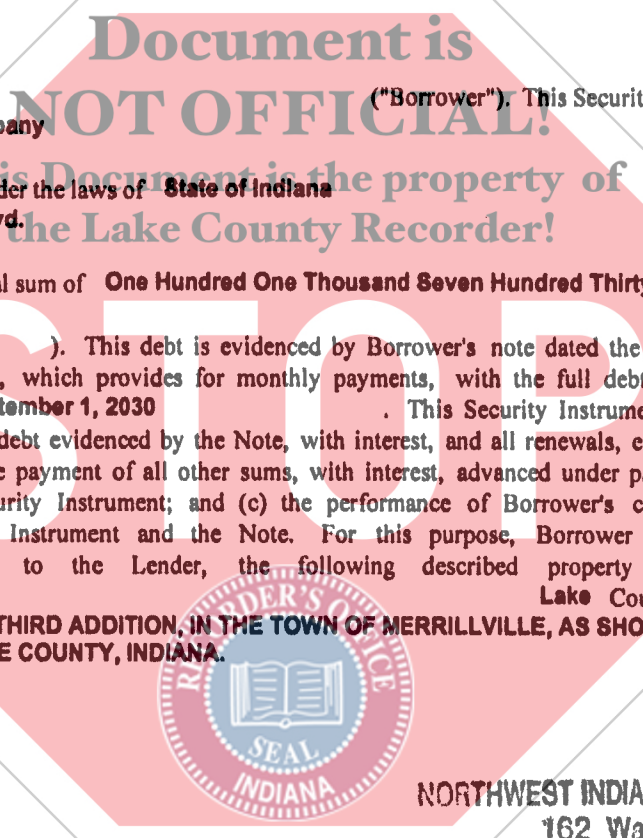 Document is
("Borrower"). This Securit
NOT OFFICIAL!
pany
is Document is the property of
der the laws of State of Indiana
rd.
the Lake County Recorder!
al sum of One Hundred One Thousand Seven Hundred Thirty
STOP
). This debt is evidenced by Borrower's note dated the
, which provides for monthly payments, with the full debt
tember 1, 2030 . This Security Instrume
debt evidenced by the Note, with interest, and all renewals, e
e payment of all other sums, with interest, advanced under p
urity Instrument; and (c) the performance of Borrower's c
Instrument and the Note. For this purpose, Borrower
to the Lender, the following described property
Lake Cou
THIRD ADDITION, IN THE TOWN OF MERRILLVILLE, AS SHO
E COUNTY, INDIANA.
RECORDER'S OFFICE
SEAL
INDIANA
NORTHWEST INDIA
162 Wa